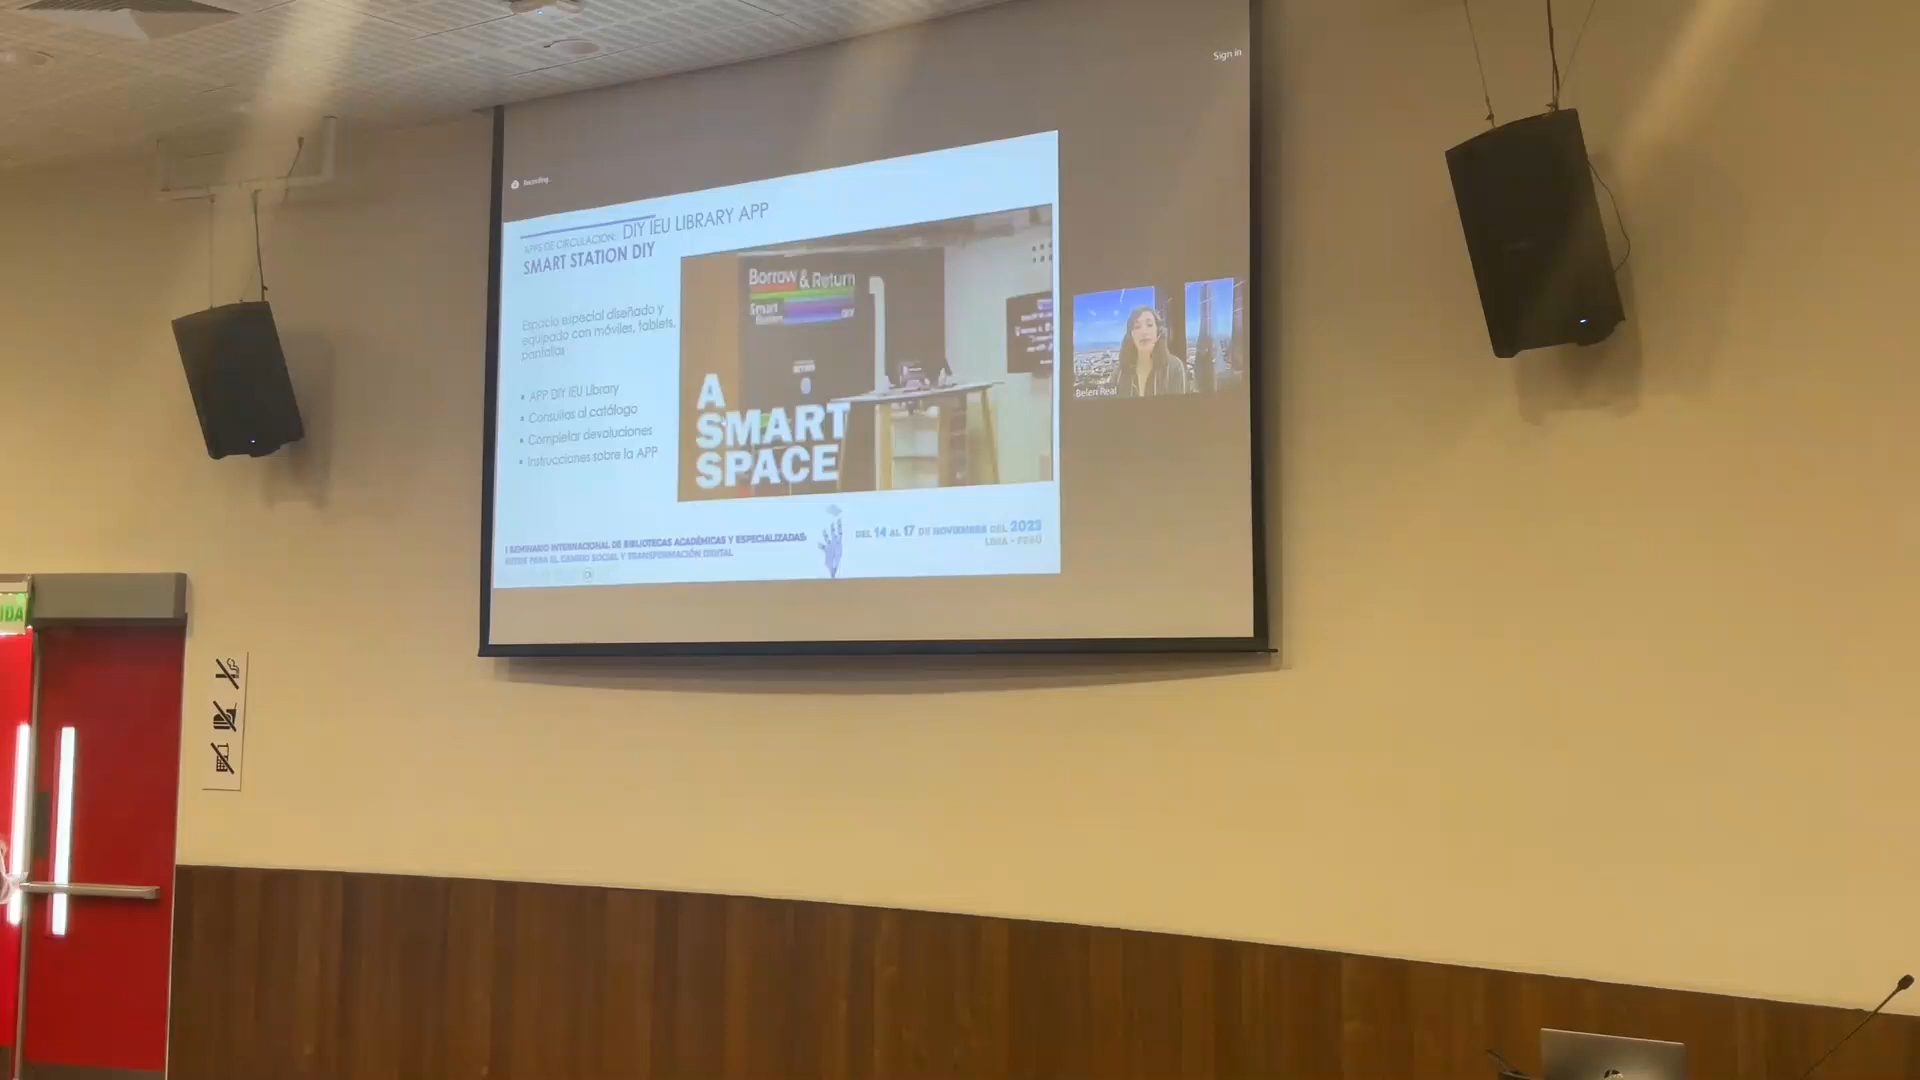 Sign in
Recording...
APPS DE CIRCULACIÓN: DIY IEU LIBRARY APP
SMART STATION DIY
Espacio especial diseñado y
equipado con móviles, tablets,
pantallas
• APP DIY IEU Library
• Consultas al catálogo
• Completar devoluciones
• Instrucciones sobre la APP
Borrow & Return
Smart
Station
DIY
A
SMART
SPACE
Belen Real
I SEMINARIO INTERNACIONAL DE BIBLIOTECAS ACADÉMICAS Y ESPECIALIZADAS:
RETOS PARA EL CAMBIO SOCIAL Y TRANSFORMACIÓN DIGITAL
DEL 14 AL 17 DE NOVIEMBRE DEL 2023
LIMA - PERÚ